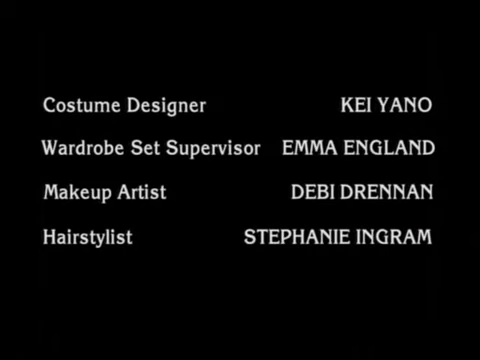 Costume Designer KEI YANO
Wardrobe Set Supervisor EMMA ENGLAND
Makeup Artist DEBI DRENNAN
Hairstylist STEPHANIE INGRAM